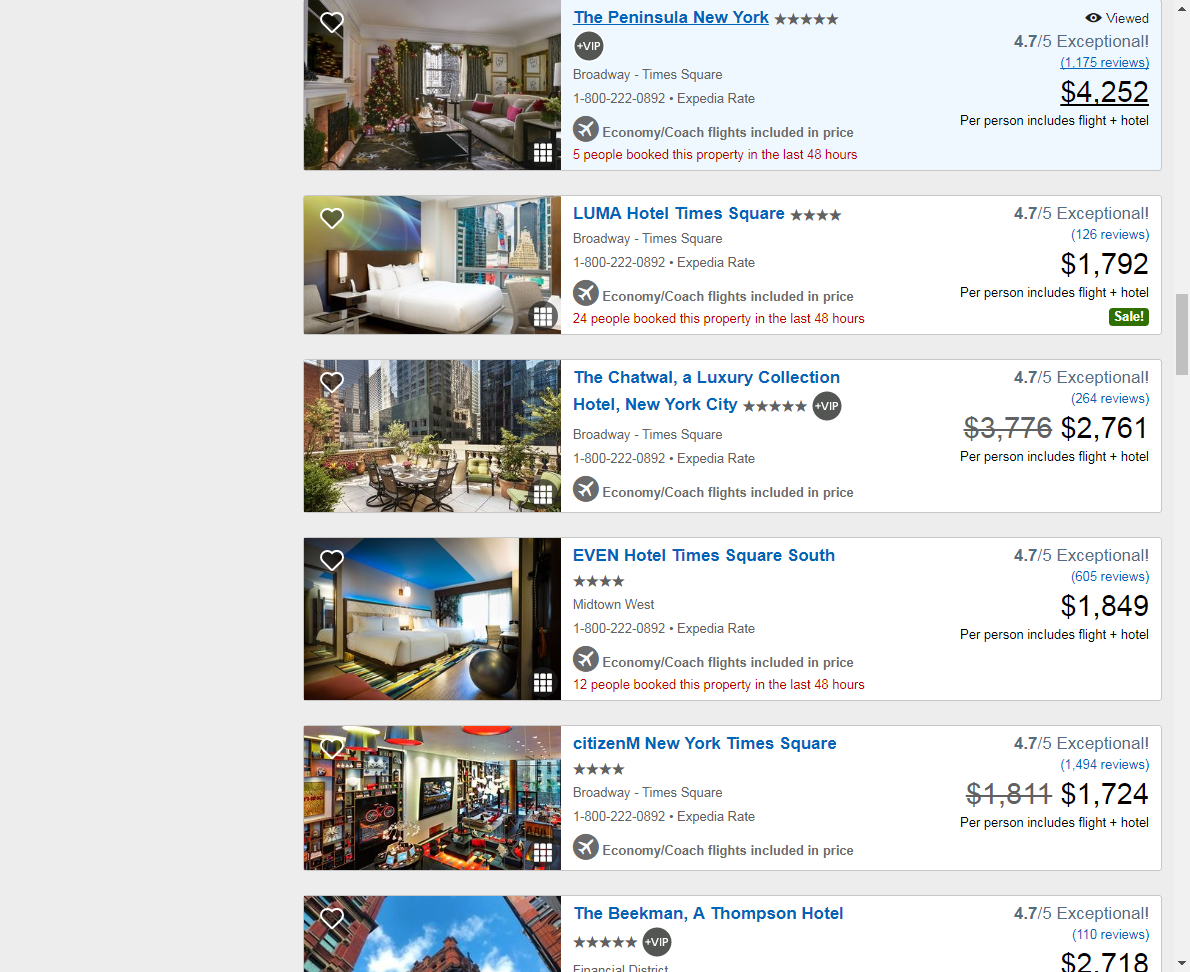 The Peninsula New York
Viewed
+VIP
4.7/5 Exceptional!
(1,175 reviews)
Broadway - Times Square
$4,252
1-800-222-0892 • Expedia Rate
Per person includes flight + hotel
Economy/Coach flights included in price
5 people booked this property in the last 48 hours
LUMA Hotel Times Square
4.7/5 Exceptional!
(126 reviews)
Broadway - Times Square
$1,792
1-800-222-0892 • Expedia Rate
Per person includes flight + hotel
Economy/Coach flights included in price
Sale!
24 people booked this property in the last 48 hours
The Chatwal, a Luxury Collection
Hotel, New York City
+VIP
4.7/5 Exceptional!
(264 reviews)
$3,776 $2,761
Broadway - Times Square
1-800-222-0892 • Expedia Rate
Per person includes flight + hotel
Economy/Coach flights included in price
EVEN Hotel Times Square South
4.7/5 Exceptional!
(605 reviews)
Midtown West
$1,849
1-800-222-0892 • Expedia Rate
Per person includes flight + hotel
Economy/Coach flights included in price
12 people booked this property in the last 48 hours
citizenM New York Times Square
4.7/5 Exceptional!
(1,494 reviews)
Broadway - Times Square
$1,811 $1,724
1-800-222-0892 • Expedia Rate
Per person includes flight + hotel
Economy/Coach flights included in price
The Beekman, A Thompson Hotel
4.7/5 Exceptional!
+VIP
(110 reviews)
Financial District
$2,718